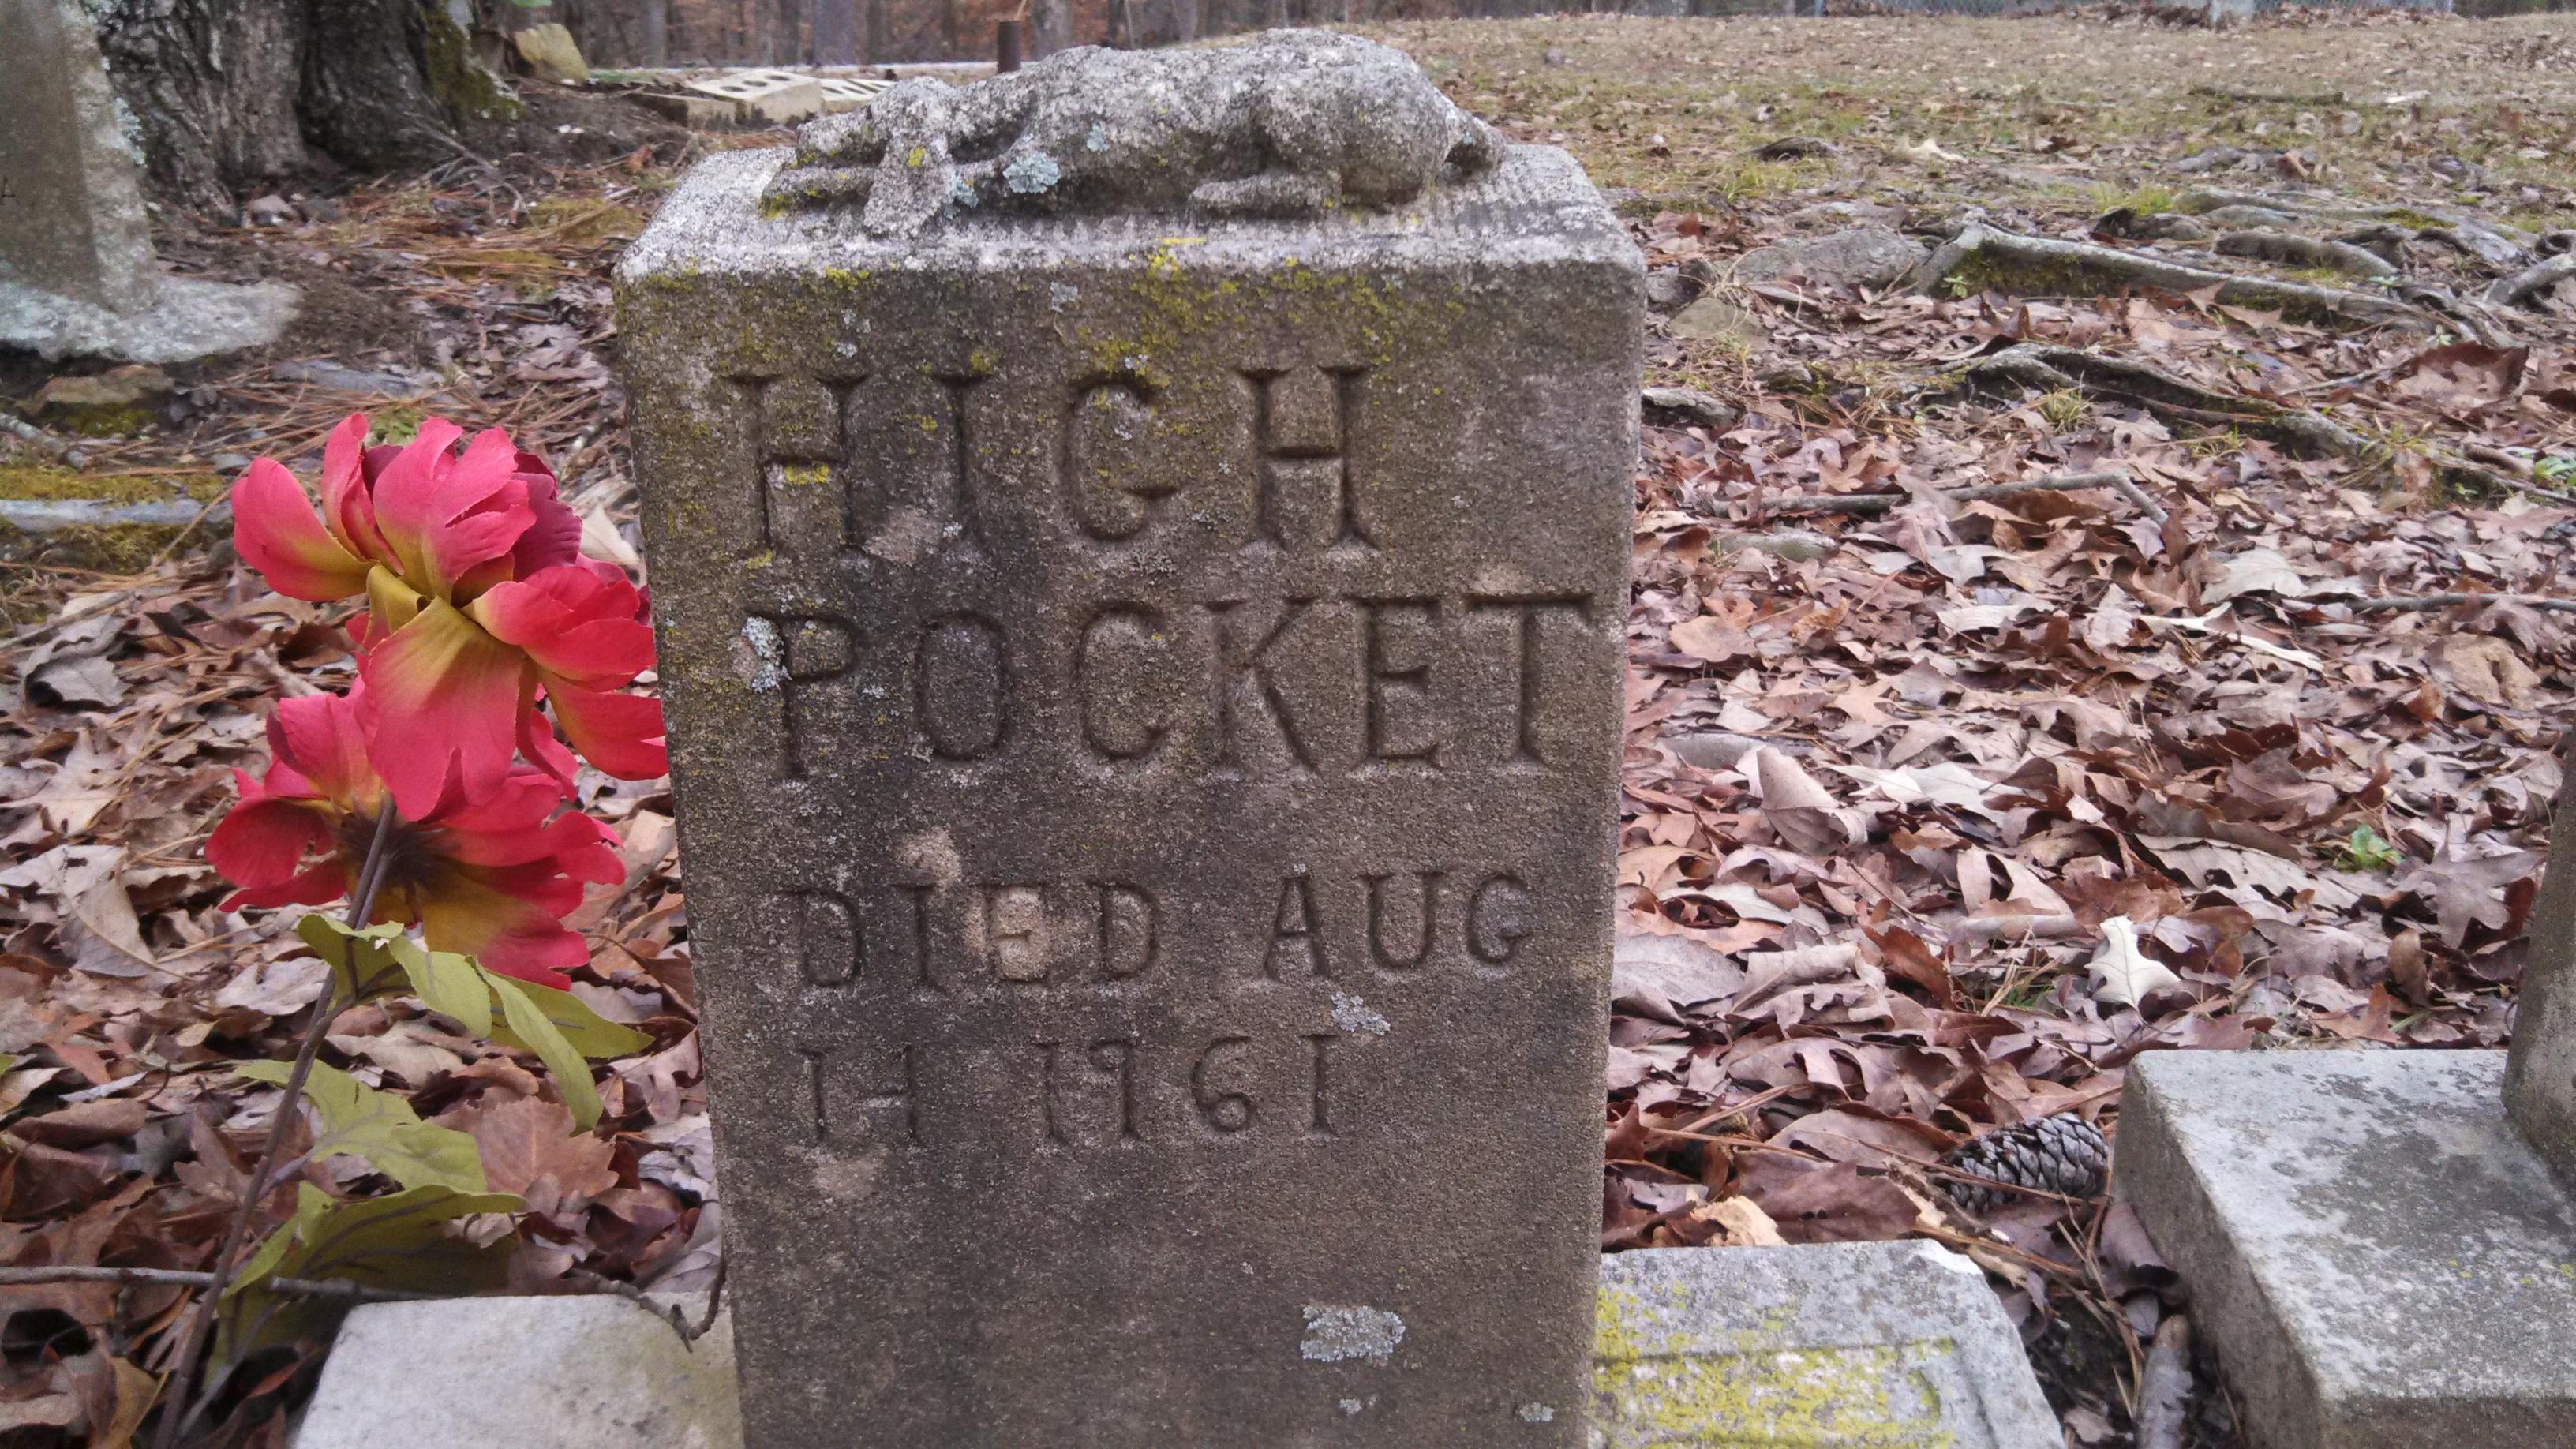 HIGH
POCKET
DIED AUG
14 1961